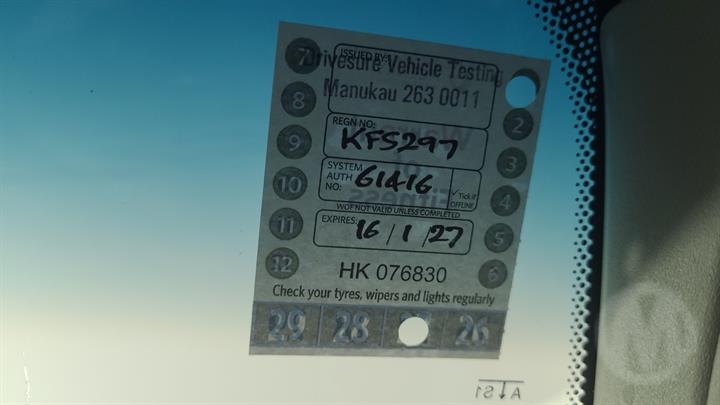 ISSUED BY:
Drivesure Vehicle Testing
Manukau 263 0011
7
8
9
10
11
12
2
3
4
5
6
REGN NO:
KFS297
SYSTEM
AUTH
NO:
61416
✓ Tick if
OFFLINE
WOF NOT VALID UNLESS COMPLETED
EXPIRES:
16 / 1 / 27
HK 076830
Check your tyres, wipers and lights regularly
29 28 26
A↓S1